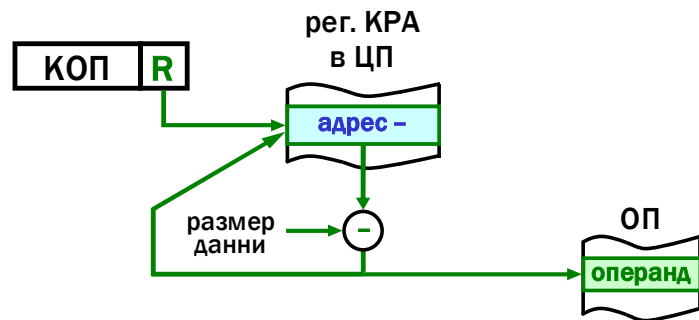 рег. КРА
в ЦП
КОП R
адрес –
размер
данни
–
ОП
операнд